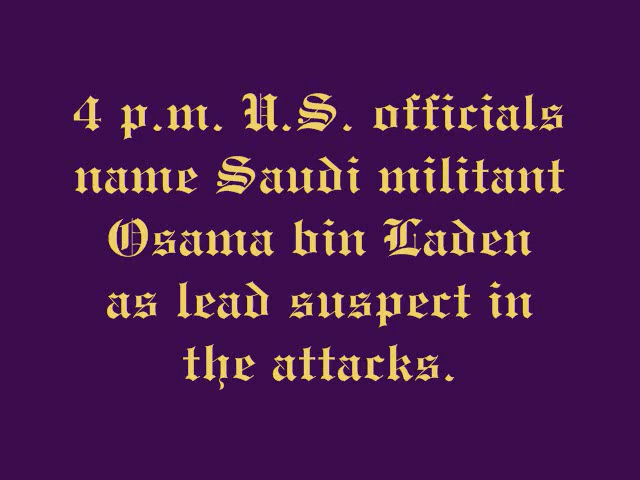 4 p.m. U.S. officials
name Saudi militant
Osama bin Laden
as lead suspect in
the attacks.